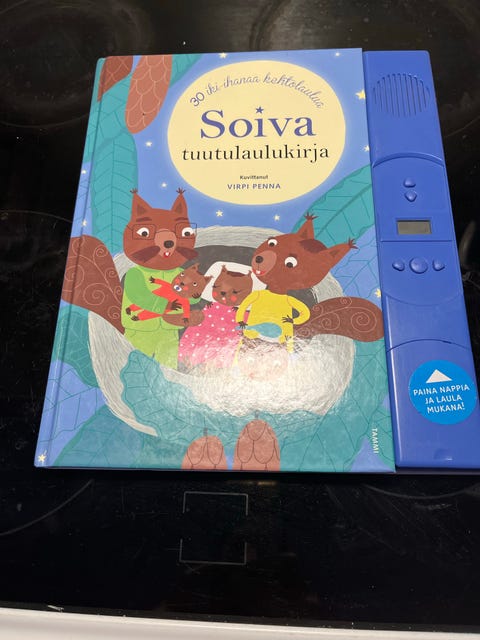 30 iki-ihanaa kehtolaulua
Soiva
tuutulaulukirja
Kuvittanut
VIRPI PENNA
PAINA NAPPIA
JA LAULA
MUKANA!
TAMMI